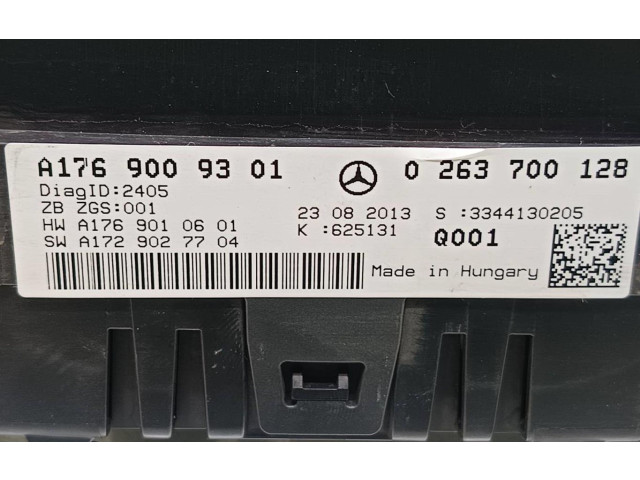 A176 900 93 01 0 263 700 128
DiagID:2405
ZB ZGS:001 23 08 2013 S :3344130205
HW A176 901 06 01 K :625131 Q001
SW A172 902 77 04
Made in Hungary